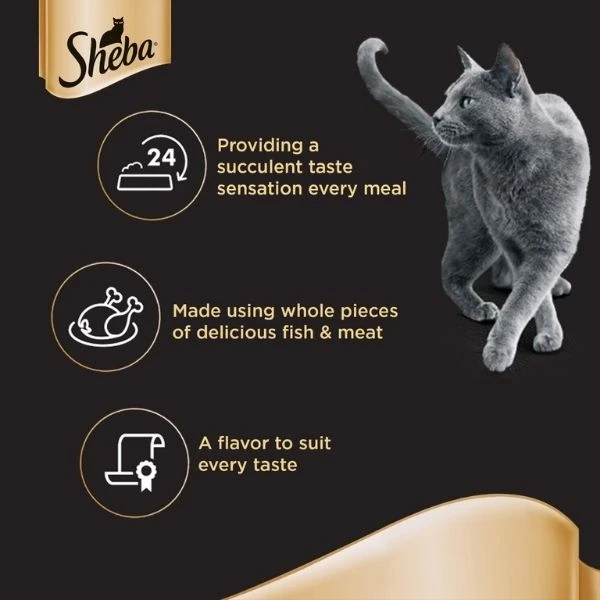 Sheba
24
Providing a
succulent taste
sensation every meal
Made using whole pieces
of delicious fish & meat
A flavor to suit
every taste